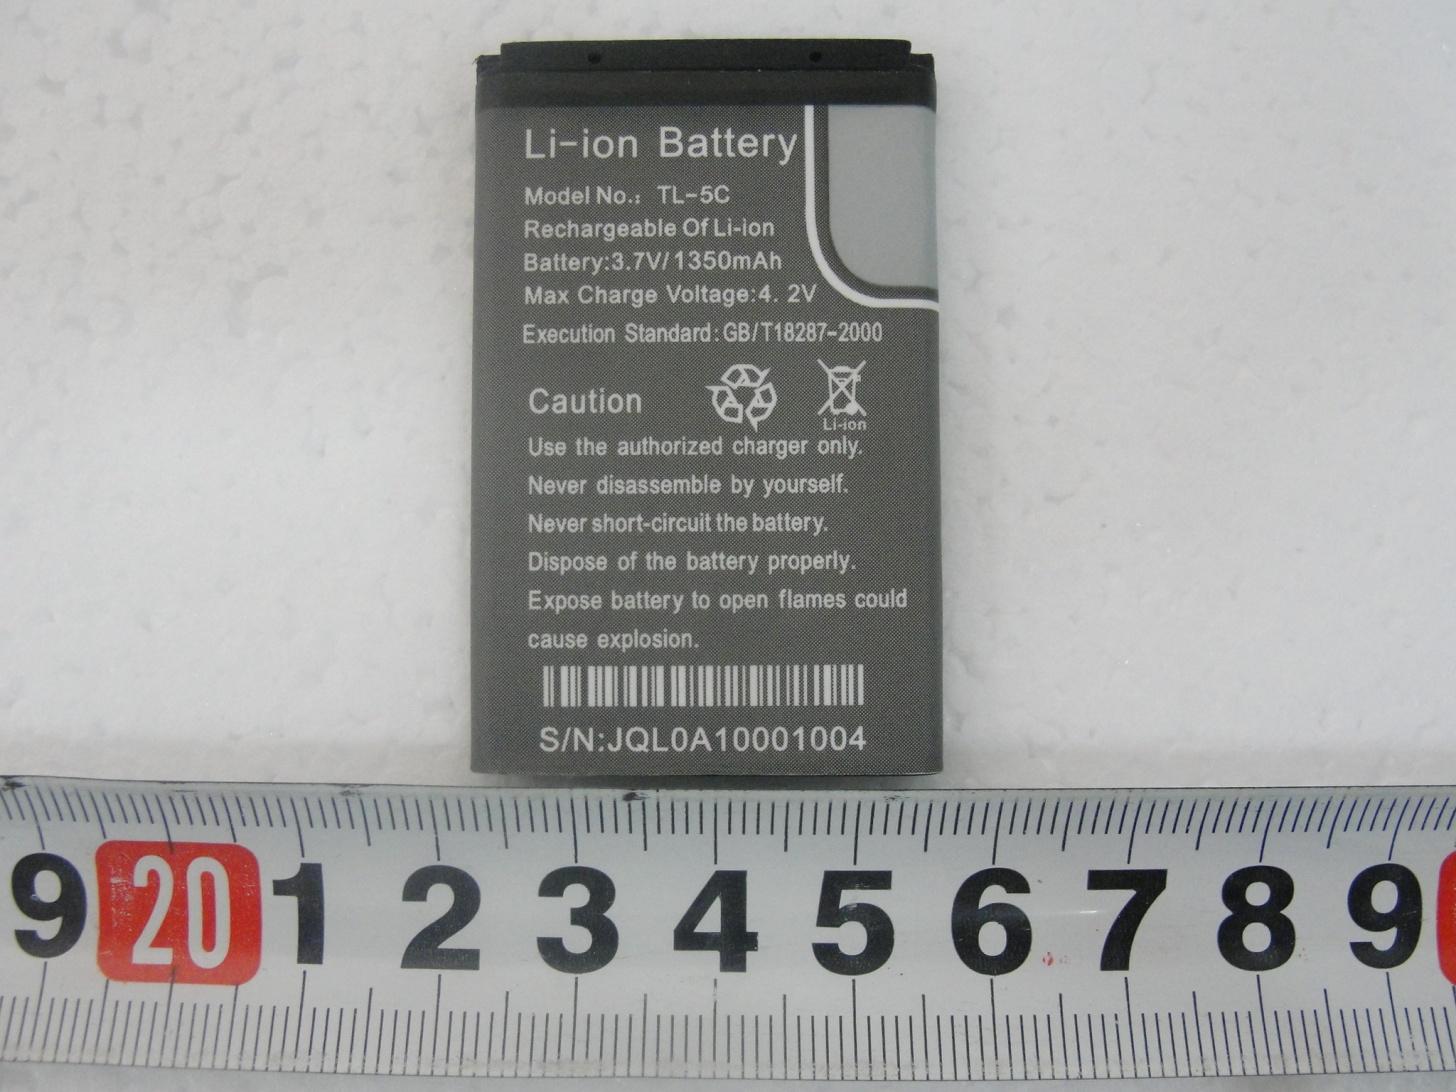 Li-ion Battery
Model No.: TL-5C
Rechargeable Of Li-ion
Battery:3.7V/1350mAh
Max Charge Voltage:4. 2V
Execution Standard:GB/T18287-2000
Caution
Li-ion
Use the authorized charger only.
Never disassemble by yourself.
Never short-circuit the battery.
Dispose of the battery properly.
Expose battery to open flames could
cause explosion.
S/N:JQL0A10001004
9 20 1 2 3 4 5 6 7 8 9